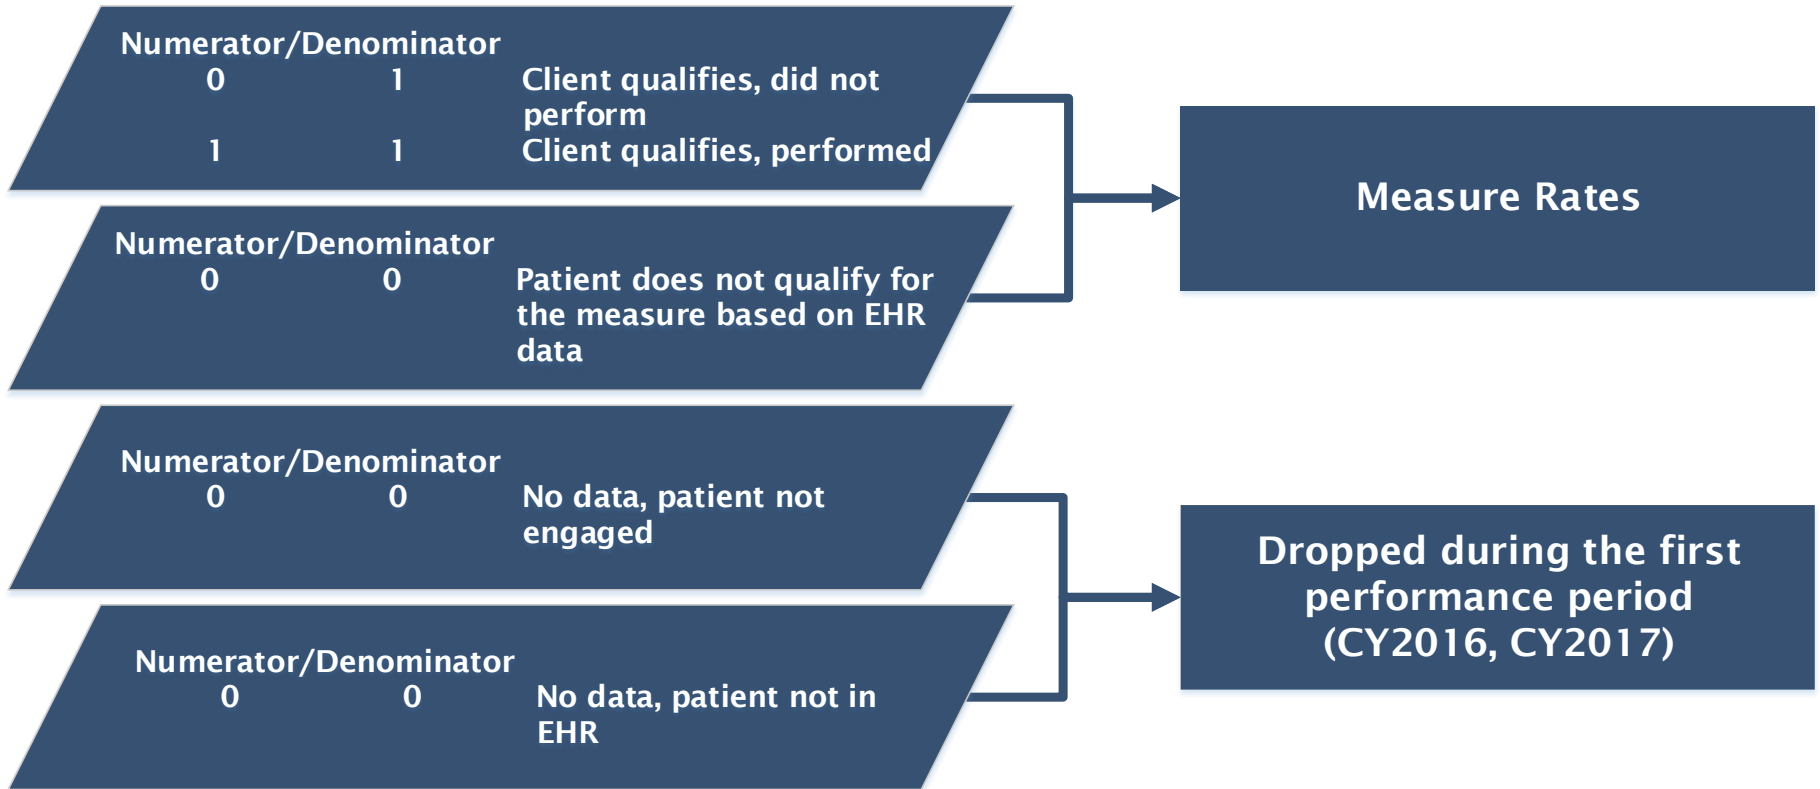 Numerator/Denominator
0 1 Client qualifies, did not
perform
1 1 Client qualifies, performed
Numerator/Denominator
0 0 Patient does not qualify for
the measure based on EHR
data
Measure Rates
Numerator/Denominator
0 0 No data, patient not
engaged
Numerator/Denominator
0 0 No data, patient not in
EHR
Dropped during the first
performance period
(CY2016, CY2017)